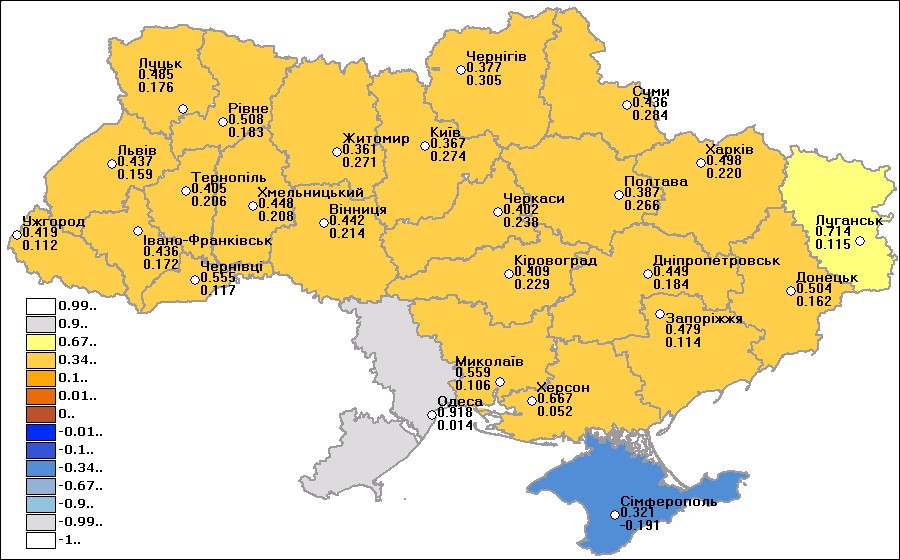 Чернігів
0.377
0.305
Луцьк
0.485
0.176
Суми
0.436
0.284
Рівне
0.508
0.183
Житомир
0.361
0.271
Київ
0.367
0.274
Харків
0.498
0.220
Львів
0.437
0.159
Тернопіль
0.405
0.206
Хмельницький
0.448
0.208
Вінниця
0.442
0.214
Черкаси
0.402
0.238
Полтава
0.387
0.266
Луганськ
0.714
0.115
Ужгород
0.419
0.112
Івано-Франківськ
0.436
0.172
Чернівці
0.555
0.117
Кіровоград
0.409
0.229
Дніпропетровськ
0.449
0.184
Донецьк
0.504
0.162
Запоріжжя
0.479
0.114
Миколаїв
0.559
0.106
Херсон
0.667
0.052
Одеса
0.918
0.014
Сімферополь
0.321
-0.191
0.99..
0.9..
0.67..
0.34..
0.1..
0.01..
0..
-0.01..
-0.1..
-0.34..
-0.67..
-0.9..
-0.99..
-1..